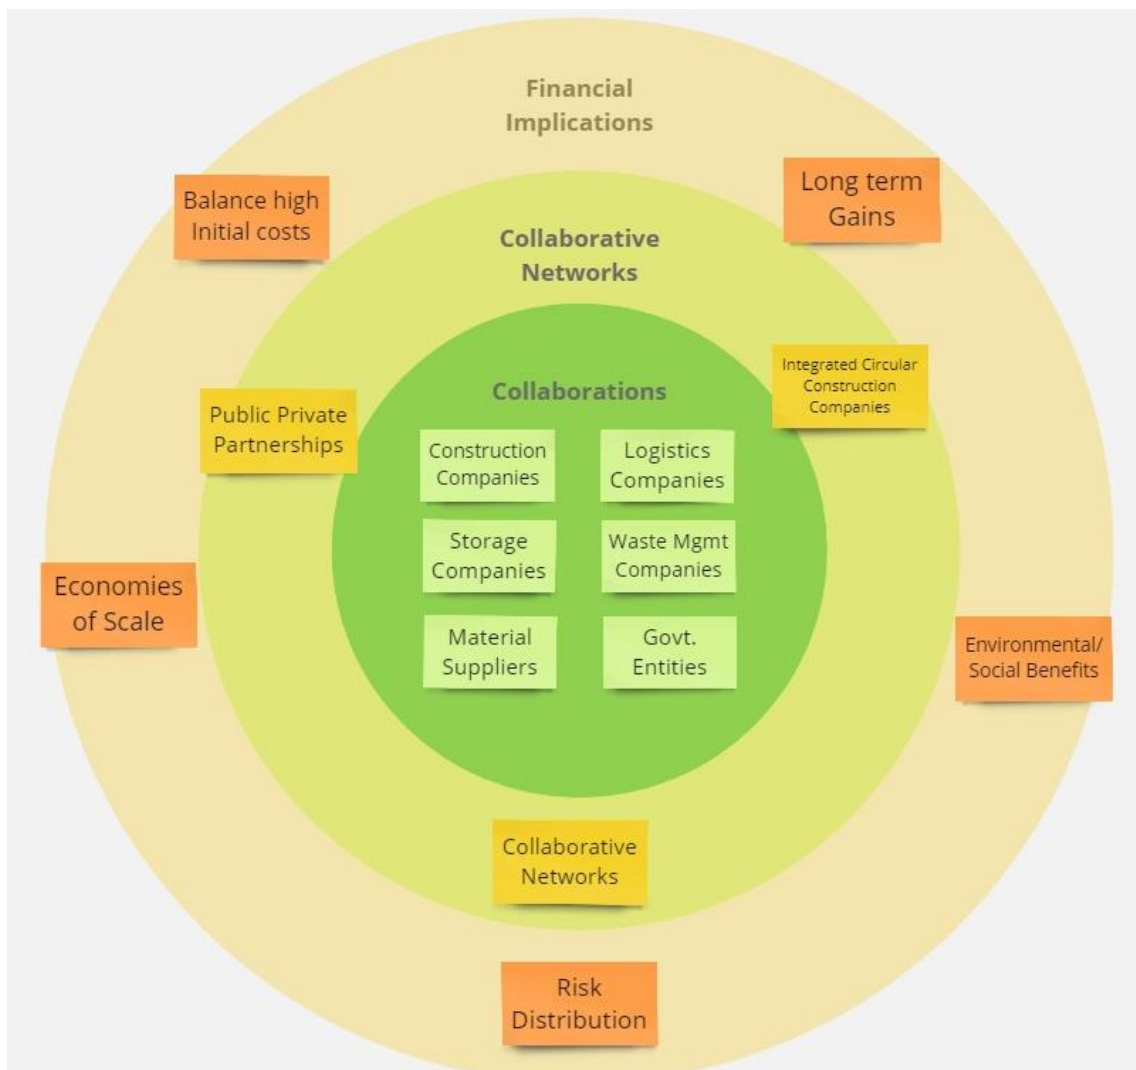 Financial
Implications
Balance high
Initial costs
Long term
Gains
Collaborative
Networks
Public Private
Partnerships
Integrated Circular
Construction
Companies
Collaborations
Construction
Companies
Logistics
Companies
Storage
Companies
Waste Mgmt
Companies
Material
Suppliers
Govt.
Entities
Economies
of Scale
Environmental/
Social Benefits
Collaborative
Networks
Risk
Distribution